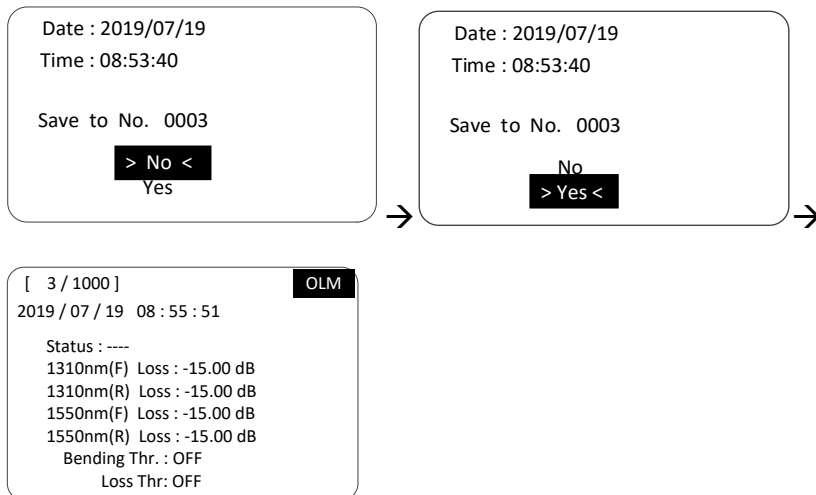 Date : 2019/07/19
Time : 08:53:40
Save to No. 0003
> No <
Yes
→
Date : 2019/07/19
Time : 08:53:40
Save to No. 0003
No
> Yes <
→
[ 3 / 1000 ] OLM
2019 / 07 / 19 08 : 55 : 51
Status : ----
1310nm(F) Loss : -15.00 dB
1310nm(R) Loss : -15.00 dB
1550nm(F) Loss : -15.00 dB
1550nm(R) Loss : -15.00 dB
Bending Thr. : OFF
Loss Thr: OFF